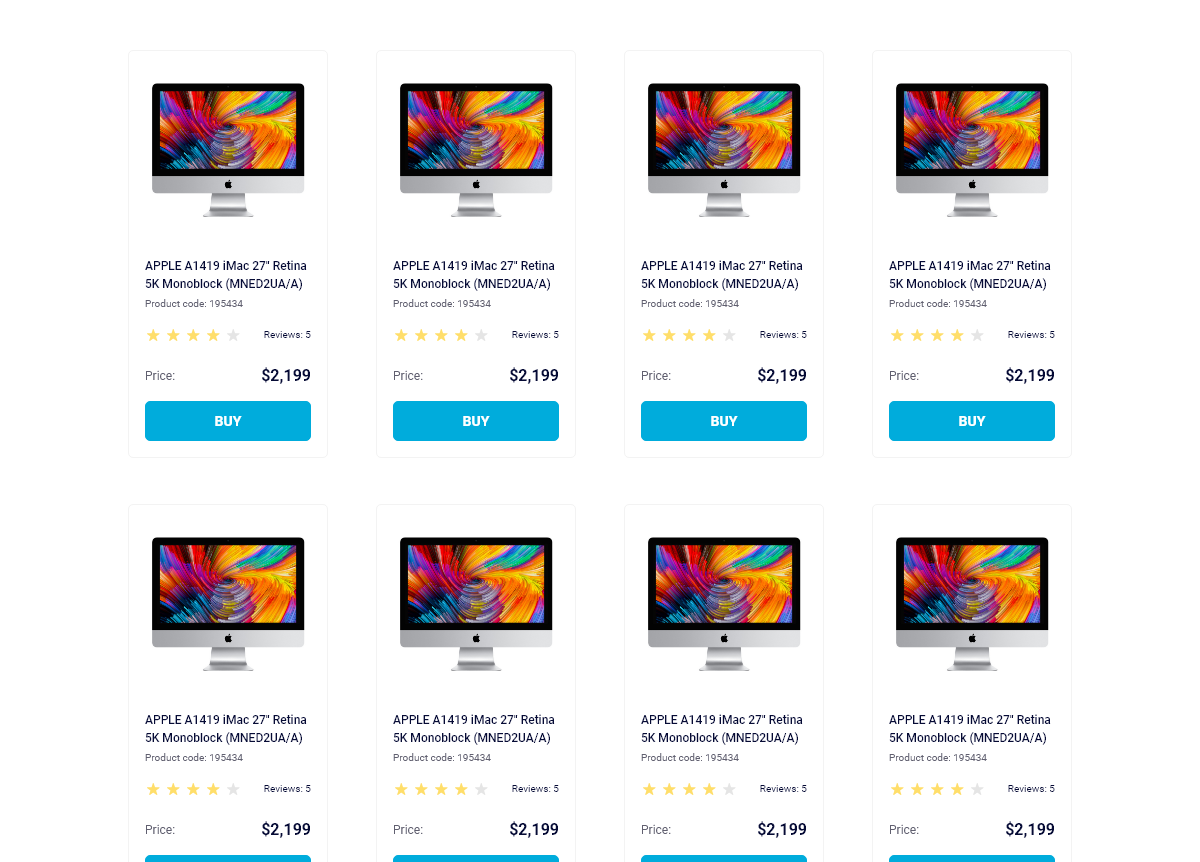 APPLE A1419 iMac 27" Retina
5K Monoblock (MNED2UA/A)
Product code: 195434
Reviews: 5
Price: $2,199
BUY
APPLE A1419 iMac 27" Retina
5K Monoblock (MNED2UA/A)
Product code: 195434
Reviews: 5
Price: $2,199
BUY
APPLE A1419 iMac 27" Retina
5K Monoblock (MNED2UA/A)
Product code: 195434
Reviews: 5
Price: $2,199
BUY
APPLE A1419 iMac 27" Retina
5K Monoblock (MNED2UA/A)
Product code: 195434
Reviews: 5
Price: $2,199
BUY
APPLE A1419 iMac 27" Retina
5K Monoblock (MNED2UA/A)
Product code: 195434
Reviews: 5
Price: $2,199
APPLE A1419 iMac 27" Retina
5K Monoblock (MNED2UA/A)
Product code: 195434
Reviews: 5
Price: $2,199
APPLE A1419 iMac 27" Retina
5K Monoblock (MNED2UA/A)
Product code: 195434
Reviews: 5
Price: $2,199
APPLE A1419 iMac 27" Retina
5K Monoblock (MNED2UA/A)
Product code: 195434
Reviews: 5
Price: $2,199